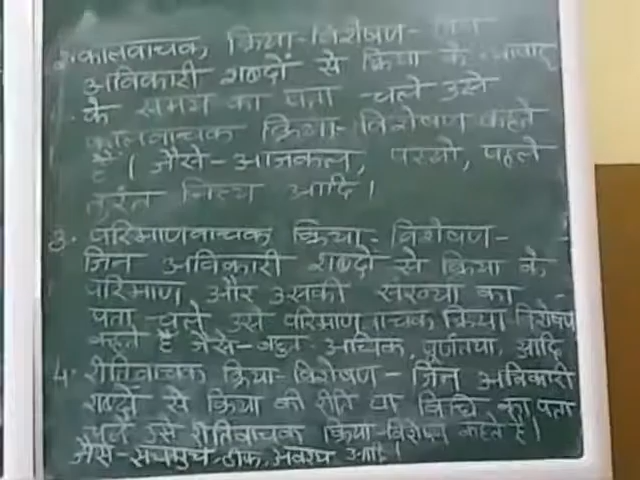 2. कालवाचक क्रिया-विशेषण- जिन
अविकारी शब्दों से क्रिया के व्यापार
के समय का पता चले उसे
कालवाचक क्रिया-विशेषण कहते
हैं। जैसे-आजकल, परसो, पहले
तुरंत नित्य आदि।
3. परिमाणवाचक क्रिया-विशेषण-
जिन अविकारी शब्दों से क्रिया के
परिमाण और उसकी संख्या का
पता चले उसे परिमाणवाचक क्रिया विशेषण
कहते हैं जैसे-बहुत अधिक, पूर्णतया, आदि
4. रीतिवाचक क्रिया-विशेषण- जिन अविकारी
शब्दों से क्रिया की रीति या विधि का पता
चले उसे रीतिवाचक क्रिया-विशेषण कहते हैं।
जैसे-सचमुच, ठीक, अवश्य आदि।